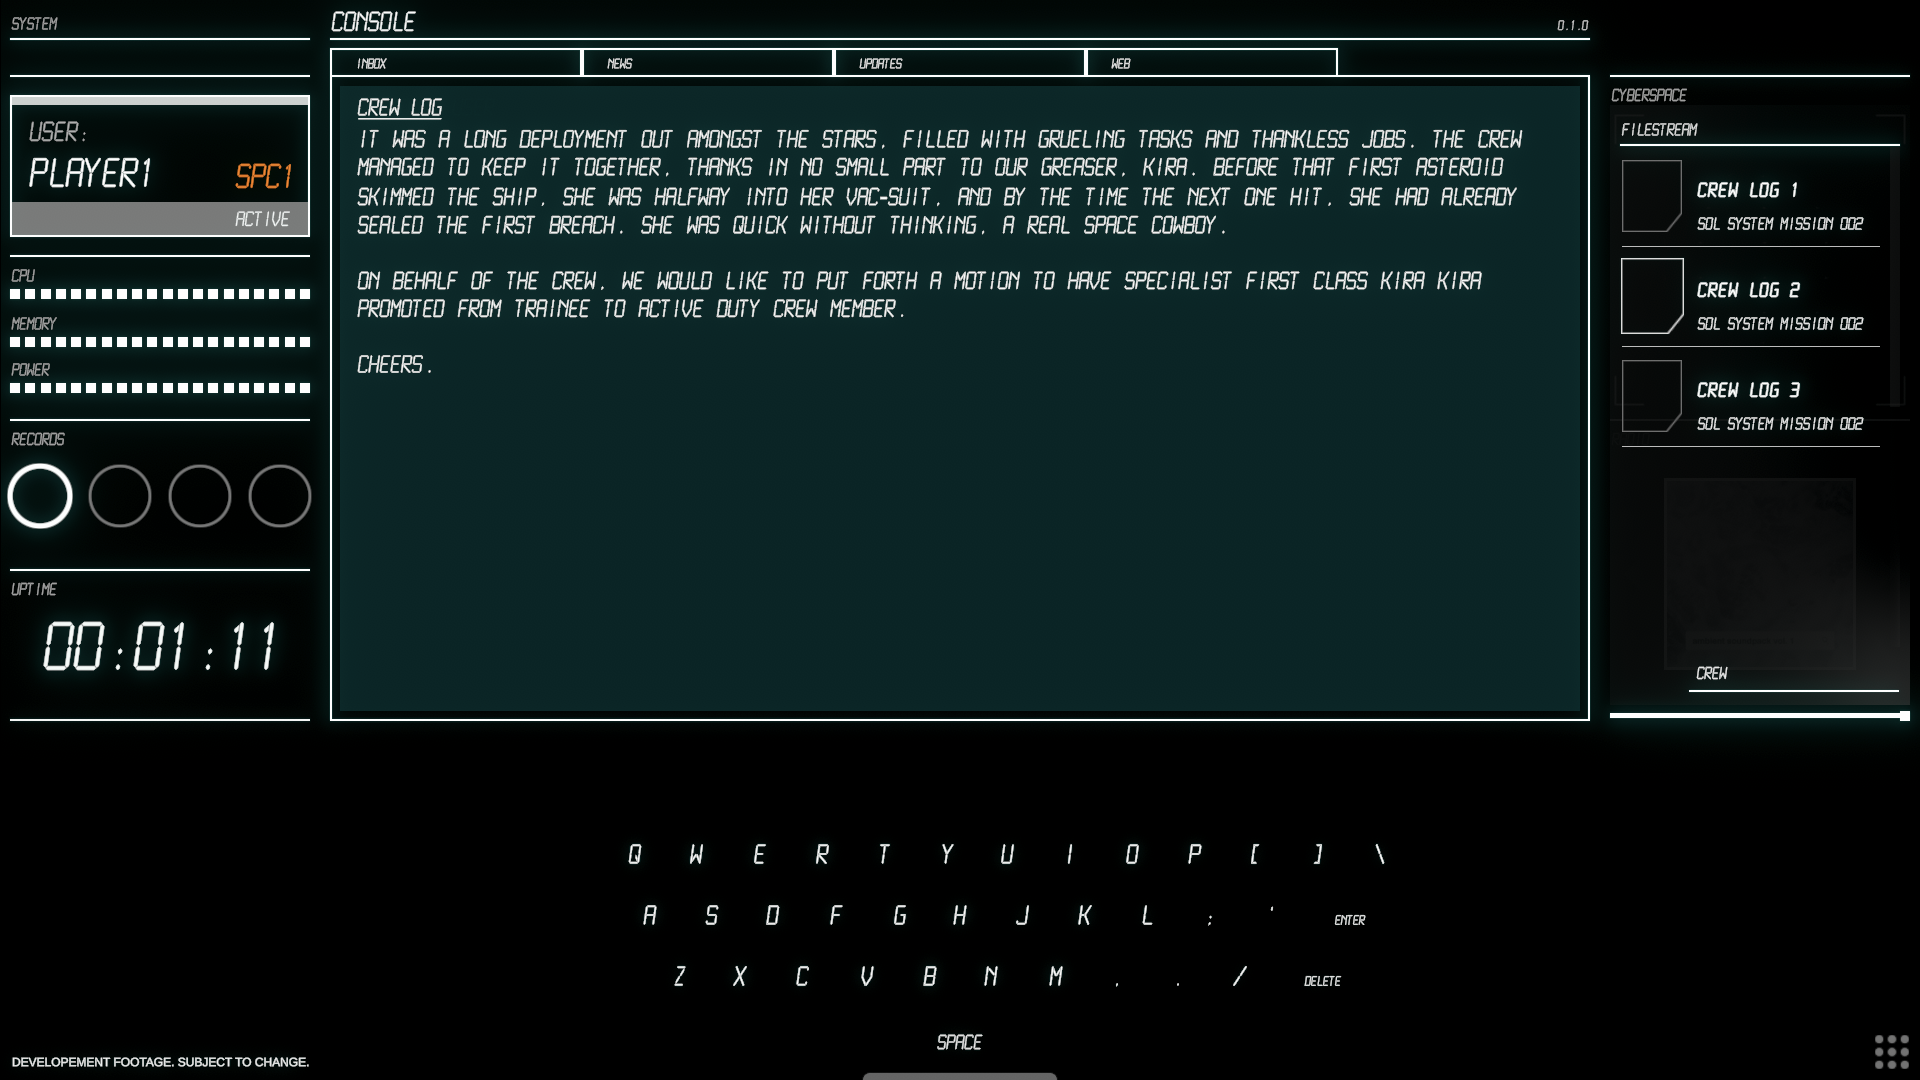 SYSTEM
CONSOLE
0.1.0
INBOX
NEWS
UPDATES
WEB
USER:
PLAYER1
SPC1
ACTIVE
CPU
MEMORY
POWER
RECORDS
UPTIME
00:01:11
CREW LOG
IT WAS A LONG DEPLOYMENT OUT AMONGST THE STARS, FILLED WITH GRUELING TASKS AND THANKLESS JOBS. THE CREW
MANAGED TO KEEP IT TOGETHER, THANKS IN NO SMALL PART TO OUR GREASER, KIRA. BEFORE THAT FIRST ASTEROID
SKIMMED THE SHIP, SHE WAS HALFWAY INTO HER VAC-SUIT, AND BY THE TIME THE NEXT ONE HIT, SHE HAD ALREADY
SEALED THE FIRST BREACH. SHE WAS QUICK WITHOUT THINKING, A REAL SPACE COWBOY.
ON BEHALF OF THE CREW, WE WOULD LIKE TO PUT FORTH A MOTION TO HAVE SPECIALIST FIRST CLASS KIRA KIRA
PROMOTED FROM TRAINEE TO ACTIVE DUTY CREW MEMBER.
CHEERS.
CYBERSPACE
FILESTREAM
CREW LOG 1
SOL SYSTEM MISSION 002
CREW LOG 2
SOL SYSTEM MISSION 002
CREW LOG 3
SOL SYSTEM MISSION 002
CREW
Q W E R T Y U I O P [ ] \
A S D F G H J K L ; ' ENTER
Z X C V B N M , . / DELETE
SPACE
DEVELOPEMENT FOOTAGE. SUBJECT TO CHANGE.